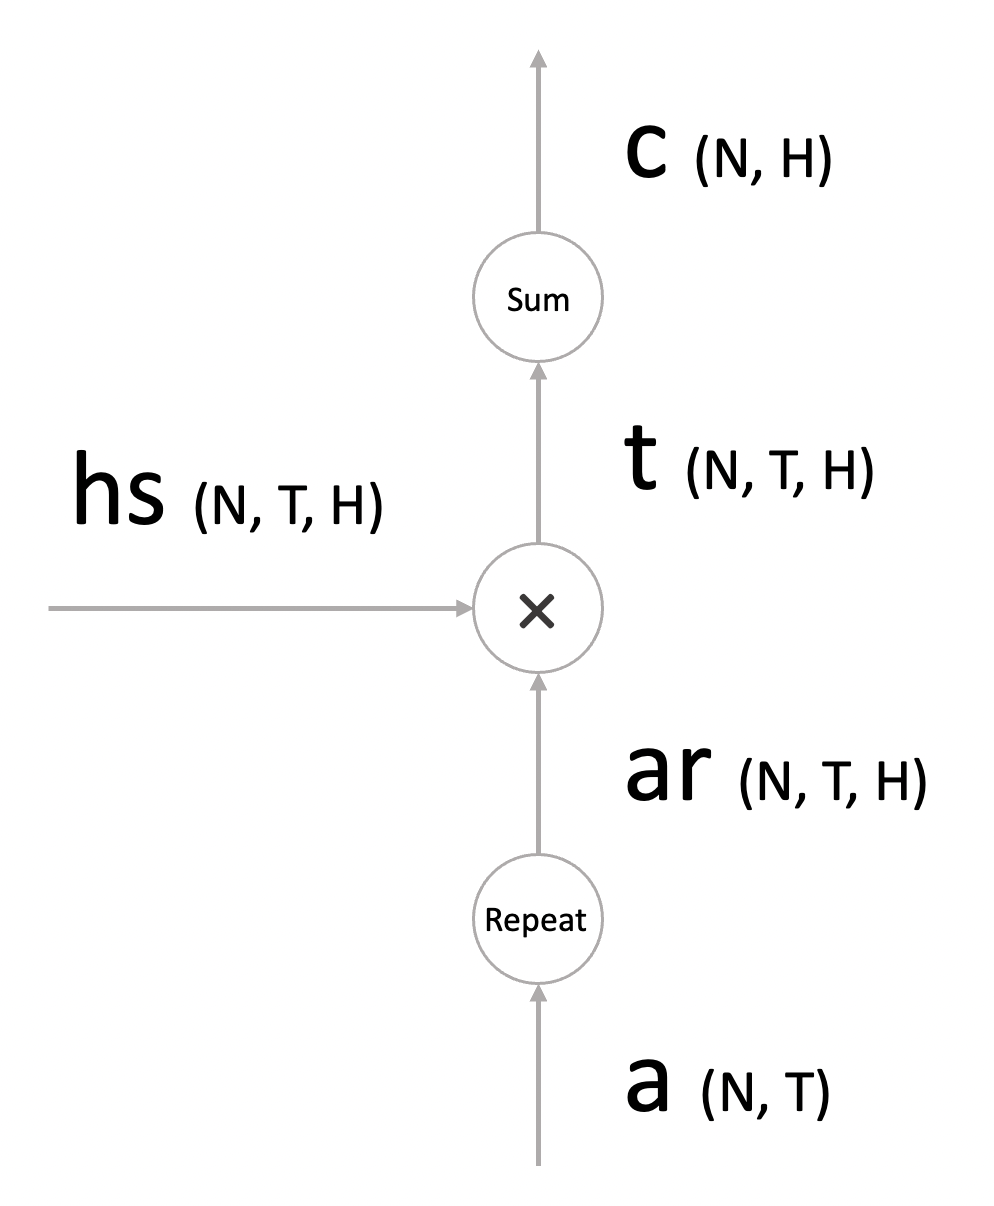 c (N, H)
Sum
t (N, T, H)
hs (N, T, H)
×
ar (N, T, H)
Repeat
a (N, T)